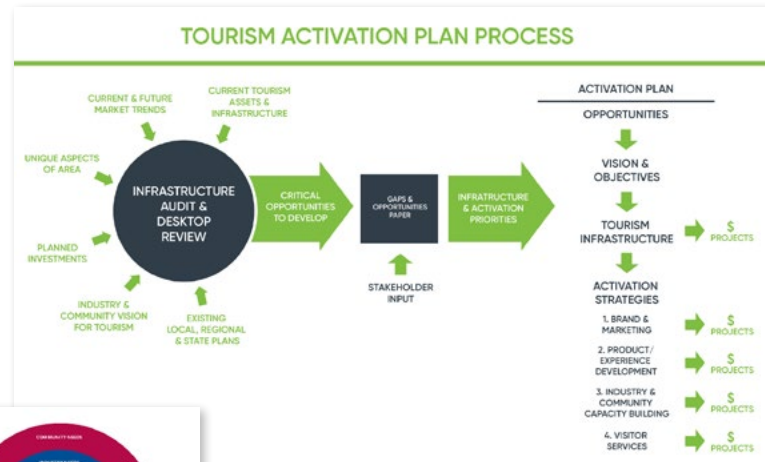 TOURISM ACTIVATION PLAN PROCESS
CURRENT & FUTURE
MARKET TRENDS
CURRENT TOURISM
ASSETS &
INFRASTRUCTURE
UNIQUE ASPECTS
OF AREA
PLANNED
INVESTMENTS
INDUSTRY &
COMMUNITY VISION
FOR TOURISM
EXISTING
LOCAL, REGIONAL
& STATE PLANS
INFRASTRUCTURE
AUDIT &
DESKTOP
REVIEW
CRITICAL
OPPORTUNITIES
TO DEVELOP
GAPS &
OPPORTUNITIES
PAPER
STAKEHOLDER
INPUT
INFRATRUCTURE
& ACTIVATION
PRIORITIES
ACTIVATION PLAN
OPPORTUNITIES
VISION &
OBJECTIVES
TOURISM
INFRASTRUCTURE
$
PROJECTS
ACTIVATION
STRATEGIES
1. BRAND &
MARKETING
$
PROJECTS
2. PRODUCT/
EXPERIENCE
DEVELOPMENT
$
PROJECTS
3. INDUSTRY &
COMMUNITY
CAPACITY BUILDING
$
PROJECTS
4. VISITOR
SERVICES
$
PROJECTS
COMMUNITY NEEDS